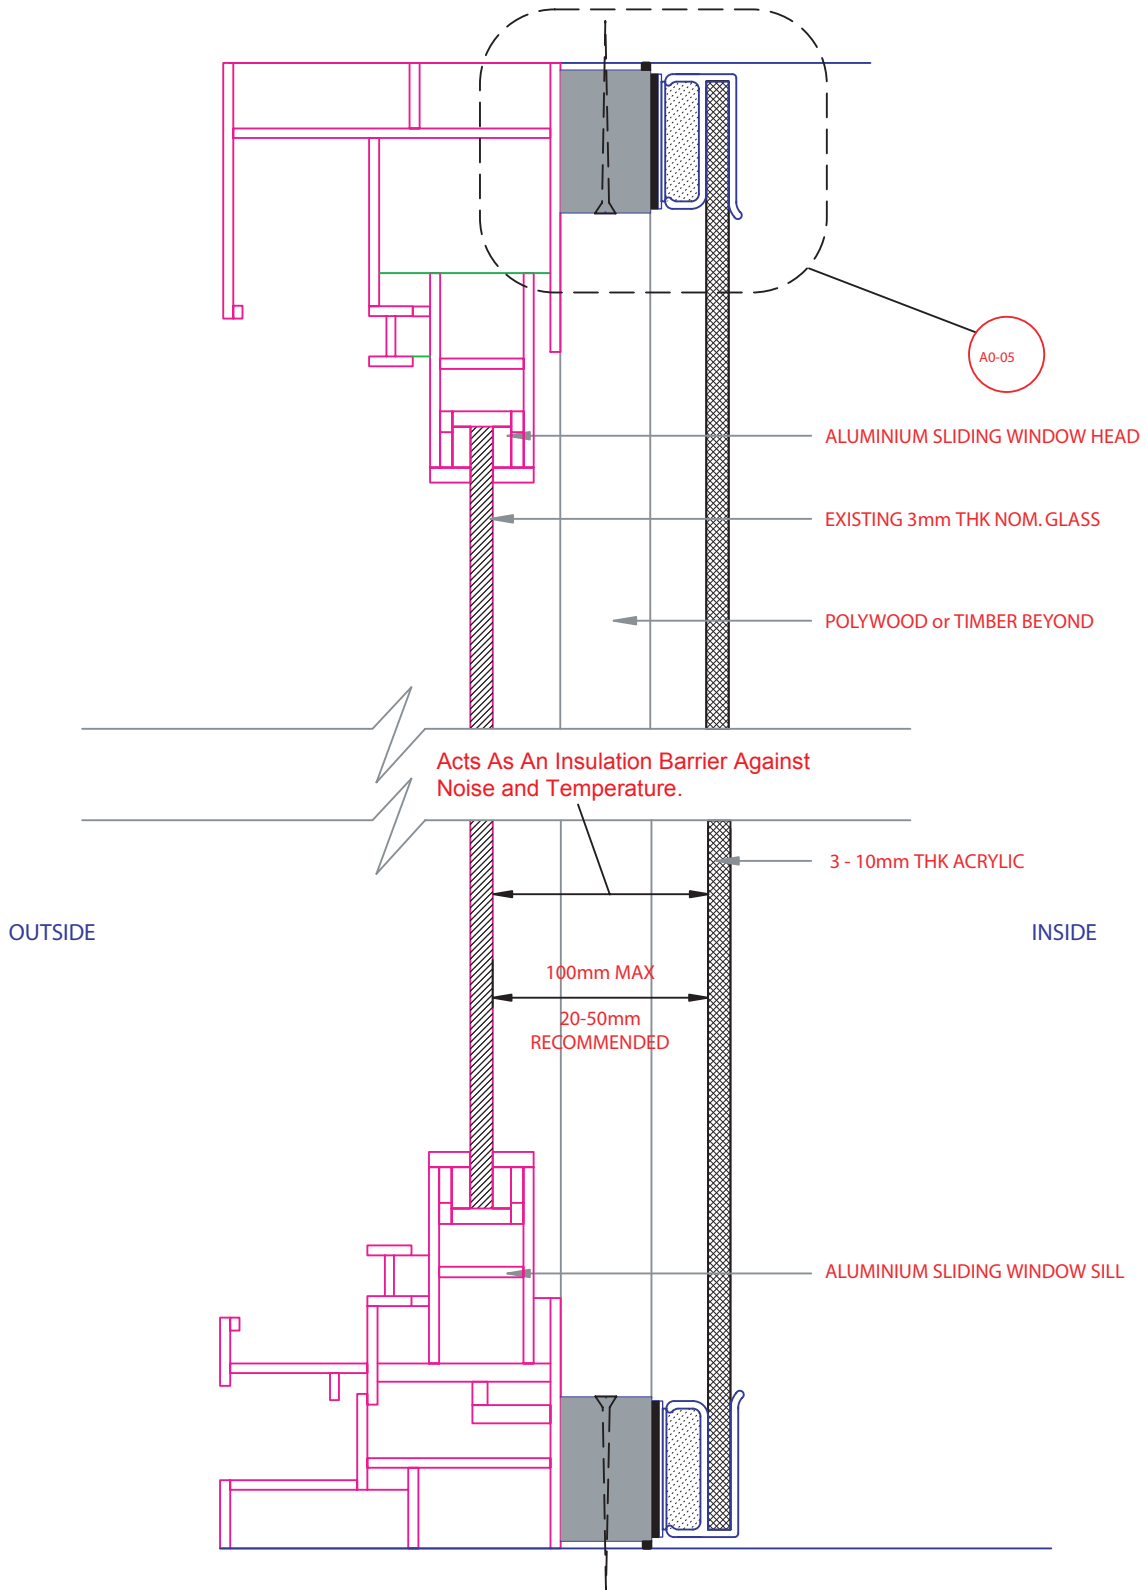 A0-05
ALUMINIUM SLIDING WINDOW HEAD
EXISTING 3mm THK NOM. GLASS
POLYWOOD or TIMBER BEYOND
Acts As An Insulation Barrier Against
Noise and Temperature.
3 - 10mm THK ACRYLIC
OUTSIDE
INSIDE
100mm MAX
20-50mm
RECOMMENDED
ALUMINIUM SLIDING WINDOW SILL